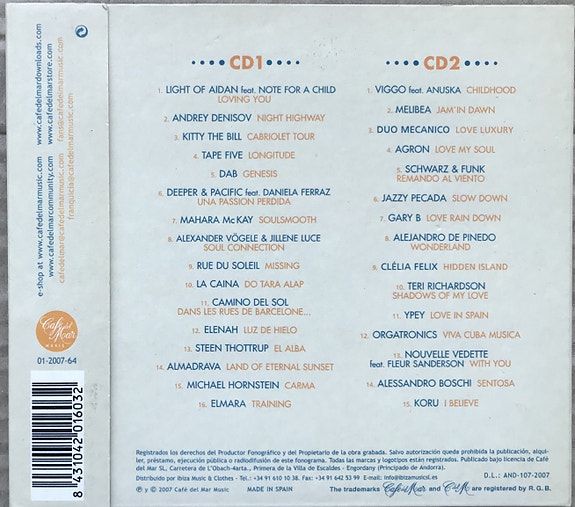 ••••• CD1 ••••
1. LIGHT OF AIDAN feat. NOTE FOR A CHILD
LOVING YOU
2. ANDREY DENISOV NIGHT HIGHWAY
3. KITTY THE BILL CABRIOLET TOUR
4. TAPE FIVE LONGITUDE
5. DAB GENESIS
6. DEEPER & PACIFIC feat. DANIELA FERRAZ
UNA PASSION PERDIDA
7. MAHARA McKAY SOULSMOOTH
8. ALEXANDER VÖGELE & JILLENE LUCE
SOUL CONNECTION
9. RUE DU SOLEIL MISSING
10. LA CAINA DO TARA ALAP
11. CAMINO DEL SOL
DANS LES RUES DE BARCELONE...
12. ELENAH LUZ DE HIELO
13. STEEN THOTTRUP EL ALBA
14. ALMADRAVA LAND OF ETERNAL SUNSET
15. MICHAEL HORNSTEIN CARMA
16. ELMARA TRAINING
••••• CD2 ••••
1. VIGGO feat. ANUSKA CHILDHOOD
2. MELIBEA JAM'IN DAWN
3. DUO MECANICO LOVE LUXURY
4. AGRON LOVE MY SOUL
5. SCHWARZ & FUNK
REMANDO AL VIENTO
6. JAZZY PECADA SLOW DOWN
7. GARY B LOVE RAIN DOWN
8. ALEJANDRO DE PINEDO
WONDERLAND
9. CLÉLIA FELIX HIDDEN ISLAND
10. TERI RICHARDSON
SHADOWS OF MY LOVE
11. YPEY LOVE IN SPAIN
12. ORGATRONICS VIVA CUBA MUSICA
13. NOUVELLE VEDETTE
feat. FLEUR SANDERSON WITH YOU
14. ALESSANDRO BOSCHI SENTOSA
15. KORU I BELIEVE
e-shop at www.cafedelmarmusic.com www.cafedelmardownloads.com
www.cafedelmarcommunity.com www.cafedelmarstore.com
cafedelmar@cafedelmarmusic.com fans@cafedelmarmusic.com
franquicia@cafedelmarmusic.com
Café del Mar
MUSIC
01-2007-64
8 431042 016032
Registrados los derechos del Productor Fonográfico y del Propietario de la obra grabada. Salvo autorización queda prohibida la publicación, alqui-
ler, préstamo, ejecución pública o radiodifusión de este fonograma. Todas las marcas y logotipos están registrados. Publicado bajo licencia de Café
del Mar SL, Carretera de L'Obach-4arta., Primera de la Villa de Escaldes - Engordany (Principado de Andorra).
Distribuido por Ibiza Music & Clothes - Tel.: +34 91 610 10 38. Fax: +34 91 642 53 99 E-mail: info@ibizamusicsl.es
D.L.: AND-107-2007
℗ y © 2007 Café del Mar Music MADE IN SPAIN The trademarks Café del Mar and CdM are registered by R.G.B.